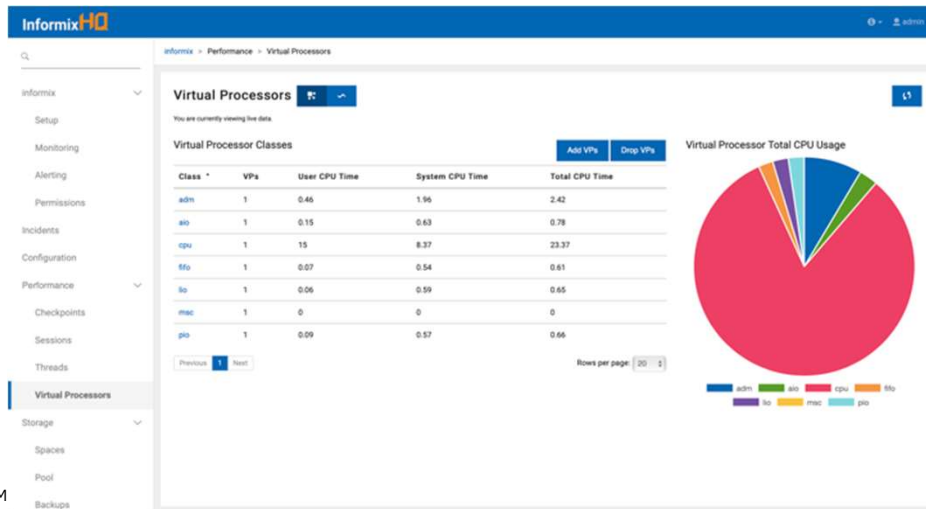 InformixHQ
admin
informix > Performance > Virtual Processors
informix
Setup
Monitoring
Alerting
Permissions
Incidents
Configuration
Performance
Checkpoints
Sessions
Threads
Virtual Processors
Storage
Spaces
Pool
Backups
M
Virtual Processors
You are currently viewing live data.
Virtual Processor Classes
Add VPs Drop VPs
Class VPs User CPU Time System CPU Time Total CPU Time
adm 1 0.46 1.96 2.42
aio 1 0.15 0.63 0.78
cpu 1 15 8.37 23.37
fifo 1 0.07 0.54 0.61
lio 1 0.06 0.59 0.65
msc 1 0 0 0
pio 1 0.09 0.57 0.66
Previous 1 Next Rows per page: 20
Virtual Processor Total CPU Usage
adm aio cpu fifo
lio msc pio